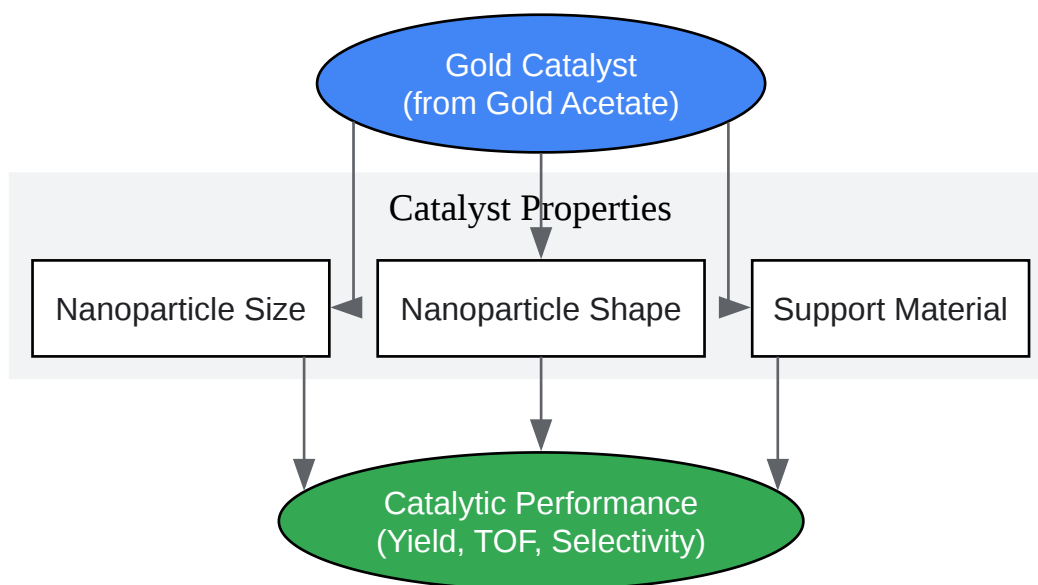 Gold Catalyst
(from Gold Acetate)
Catalyst Properties
Nanoparticle Size
Nanoparticle Shape
Support Material
Catalytic Performance
(Yield, TOF, Selectivity)